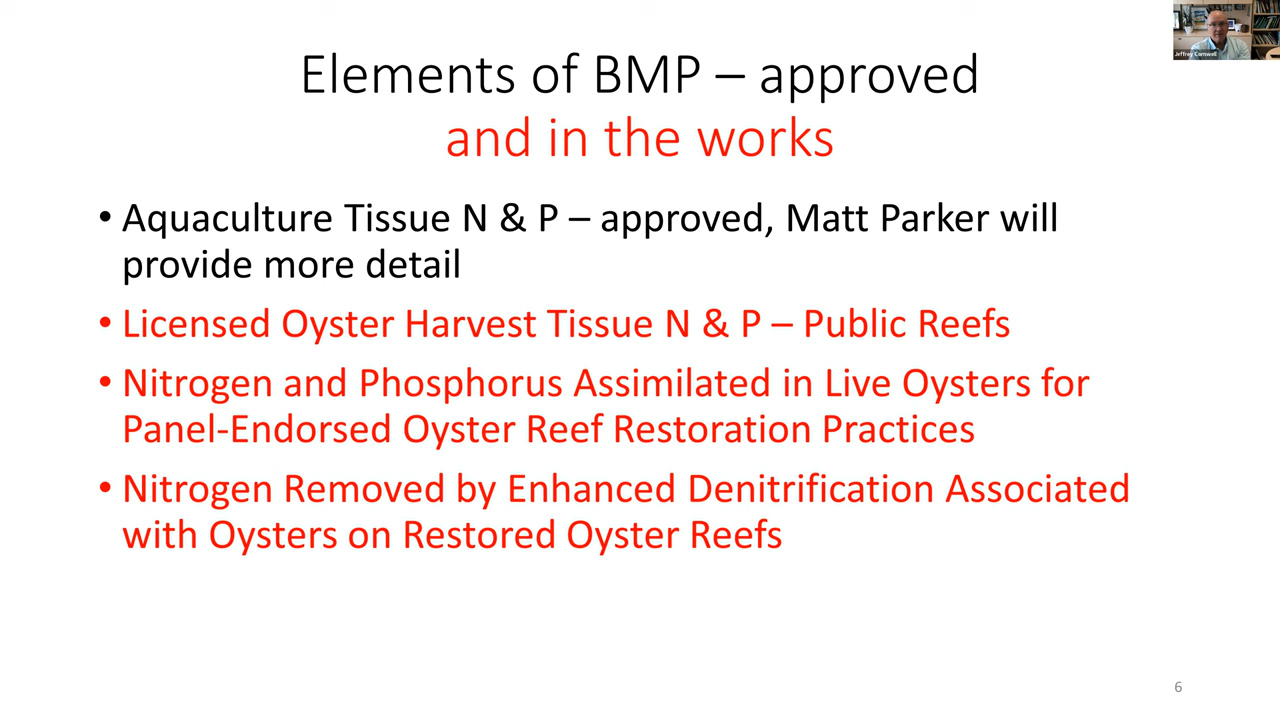 Jeffrey Cornwell
Elements of BMP – approved
and in the works
• Aquaculture Tissue N & P – approved, Matt Parker will
provide more detail
• Licensed Oyster Harvest Tissue N & P – Public Reefs
• Nitrogen and Phosphorus Assimilated in Live Oysters for
Panel-Endorsed Oyster Reef Restoration Practices
• Nitrogen Removed by Enhanced Denitrification Associated
with Oysters on Restored Oyster Reefs
6